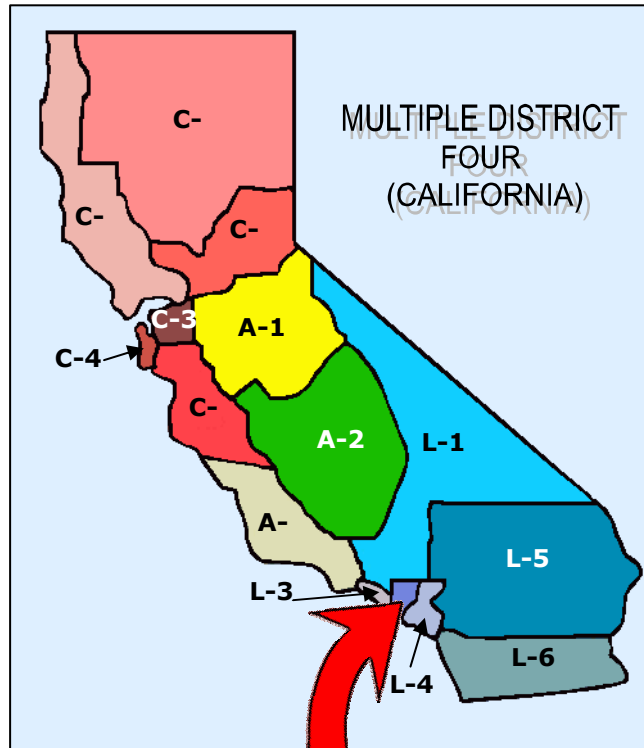 MULTIPLE DISTRICT
FOUR
(CALIFORNIA)
C-
C-
C-
C-3
A-1
C-4
C-
A-2
L-1
A-
L-5
L-3
L-6
L-4